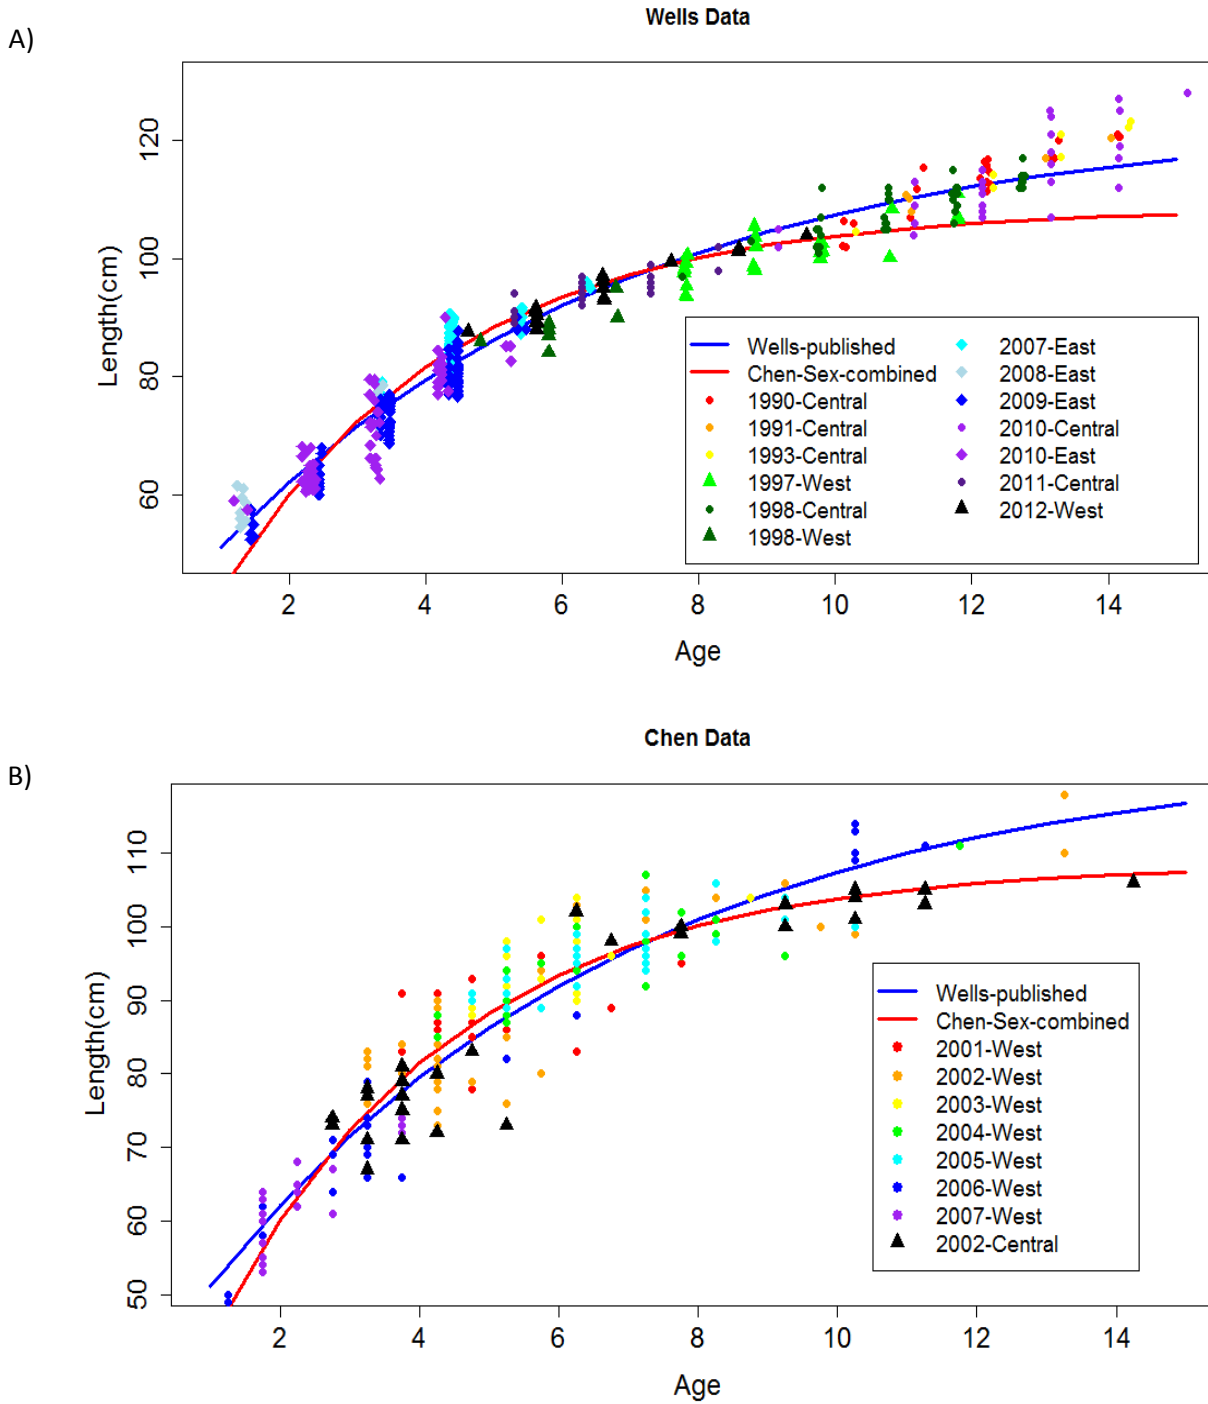 Wells Data
A)
120
100
80
60
Length(cm)
2 4 6 8 10 12 14
Age
Wells-published
Chen-Sex-combined
1990-Central
1991-Central
1993-Central
1997-West
1998-Central
1998-West
2007-East
2008-East
2009-East
2010-Central
2010-East
2011-Central
2012-West
Chen Data
B)
110
100
90
80
70
60
50
Length(cm)
2 4 6 8 10 12 14
Age
Wells-published
Chen-Sex-combined
2001-West
2002-West
2003-West
2004-West
2005-West
2006-West
2007-West
2002-Central